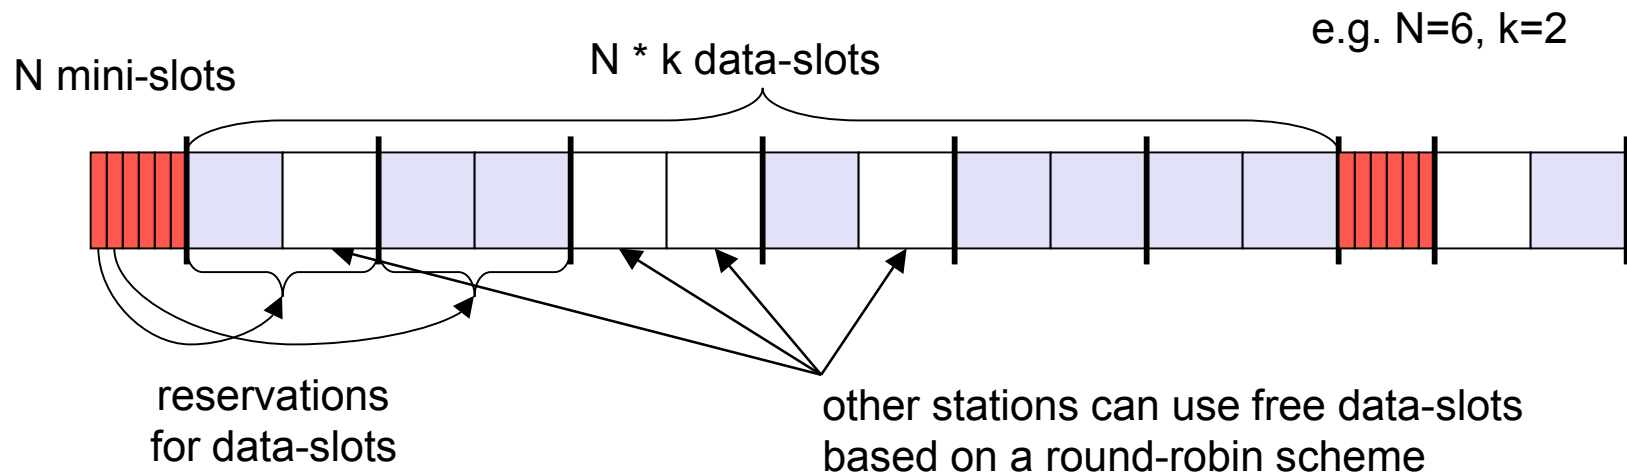 e.g. N=6, k=2
N mini-slots
N * k data-slots
reservations
for data-slots
other stations can use free data-slots
based on a round-robin scheme